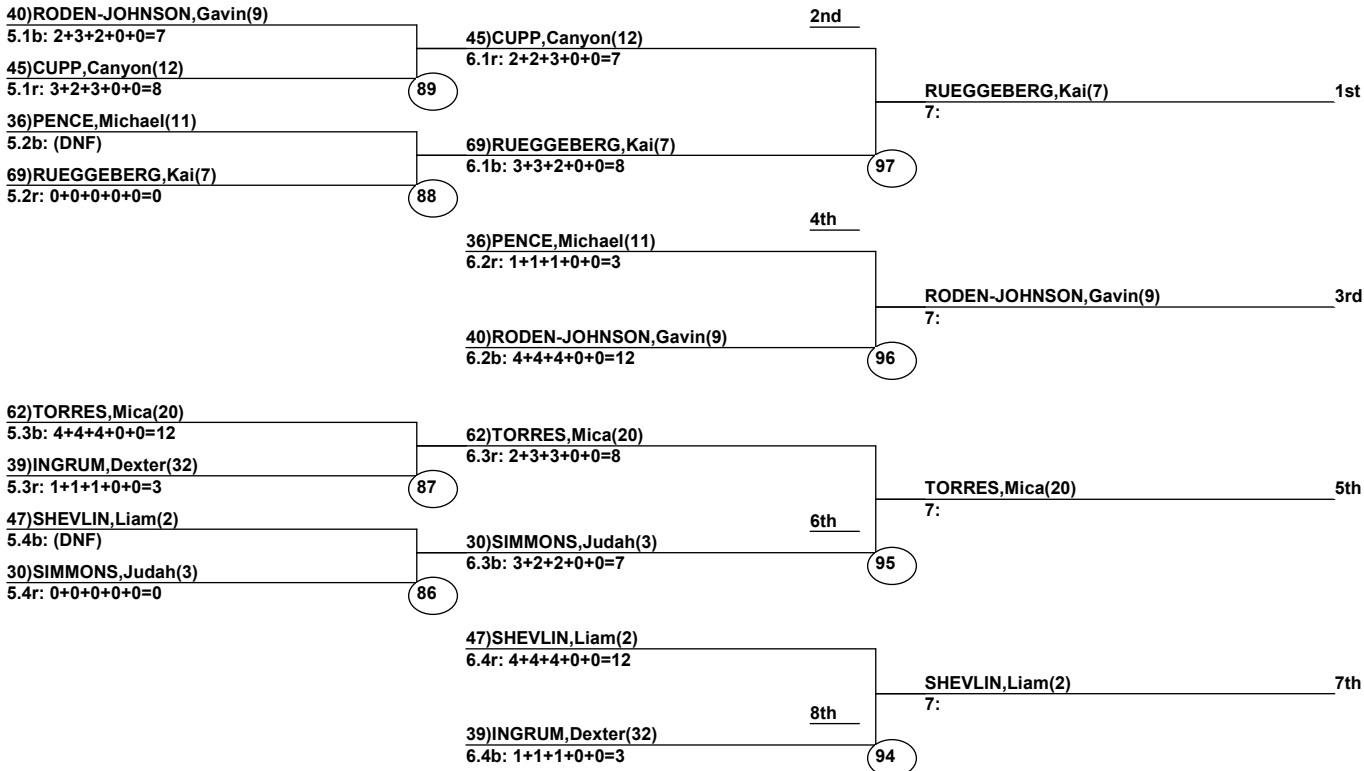 40)RODEN-JOHNSON,Gavin(9)
5.1b: 2+3+2+0+0=7
45)CUPP,Canyon(12)
5.1r: 3+2+3+0+0=8
89
36)PENCE,Michael(11)
5.2b: (DNF)
69)RUEGGEBERG,Kai(7)
5.2r: 0+0+0+0+0=0
88
45)CUPP,Canyon(12)
6.1r: 2+2+3+0+0=7
69)RUEGGEBERG,Kai(7)
6.1b: 3+3+2+0+0=8
97
2nd
RUEGGEBERG,Kai(7) 1st
7:
36)PENCE,Michael(11)
6.2r: 1+1+1+0+0=3
40)RODEN-JOHNSON,Gavin(9)
6.2b: 4+4+4+0+0=12
96
4th
RODEN-JOHNSON,Gavin(9) 3rd
7:
62)TORRES,Mica(20)
5.3b: 4+4+4+0+0=12
39)INGRUM,Dexter(32)
5.3r: 1+1+1+0+0=3
87
47)SHEVLIN,Liam(2)
5.4b: (DNF)
30)SIMMONS,Judah(3)
5.4r: 0+0+0+0+0=0
86
62)TORRES,Mica(20)
6.3r: 2+3+3+0+0=8
30)SIMMONS,Judah(3)
6.3b: 3+2+2+0+0=7
95
6th
TORRES,Mica(20) 5th
7:
47)SHEVLIN,Liam(2)
6.4r: 4+4+4+0+0=12
39)INGRUM,Dexter(32)
6.4b: 1+1+1+0+0=3
94
8th
SHEVLIN,Liam(2) 7th
7: